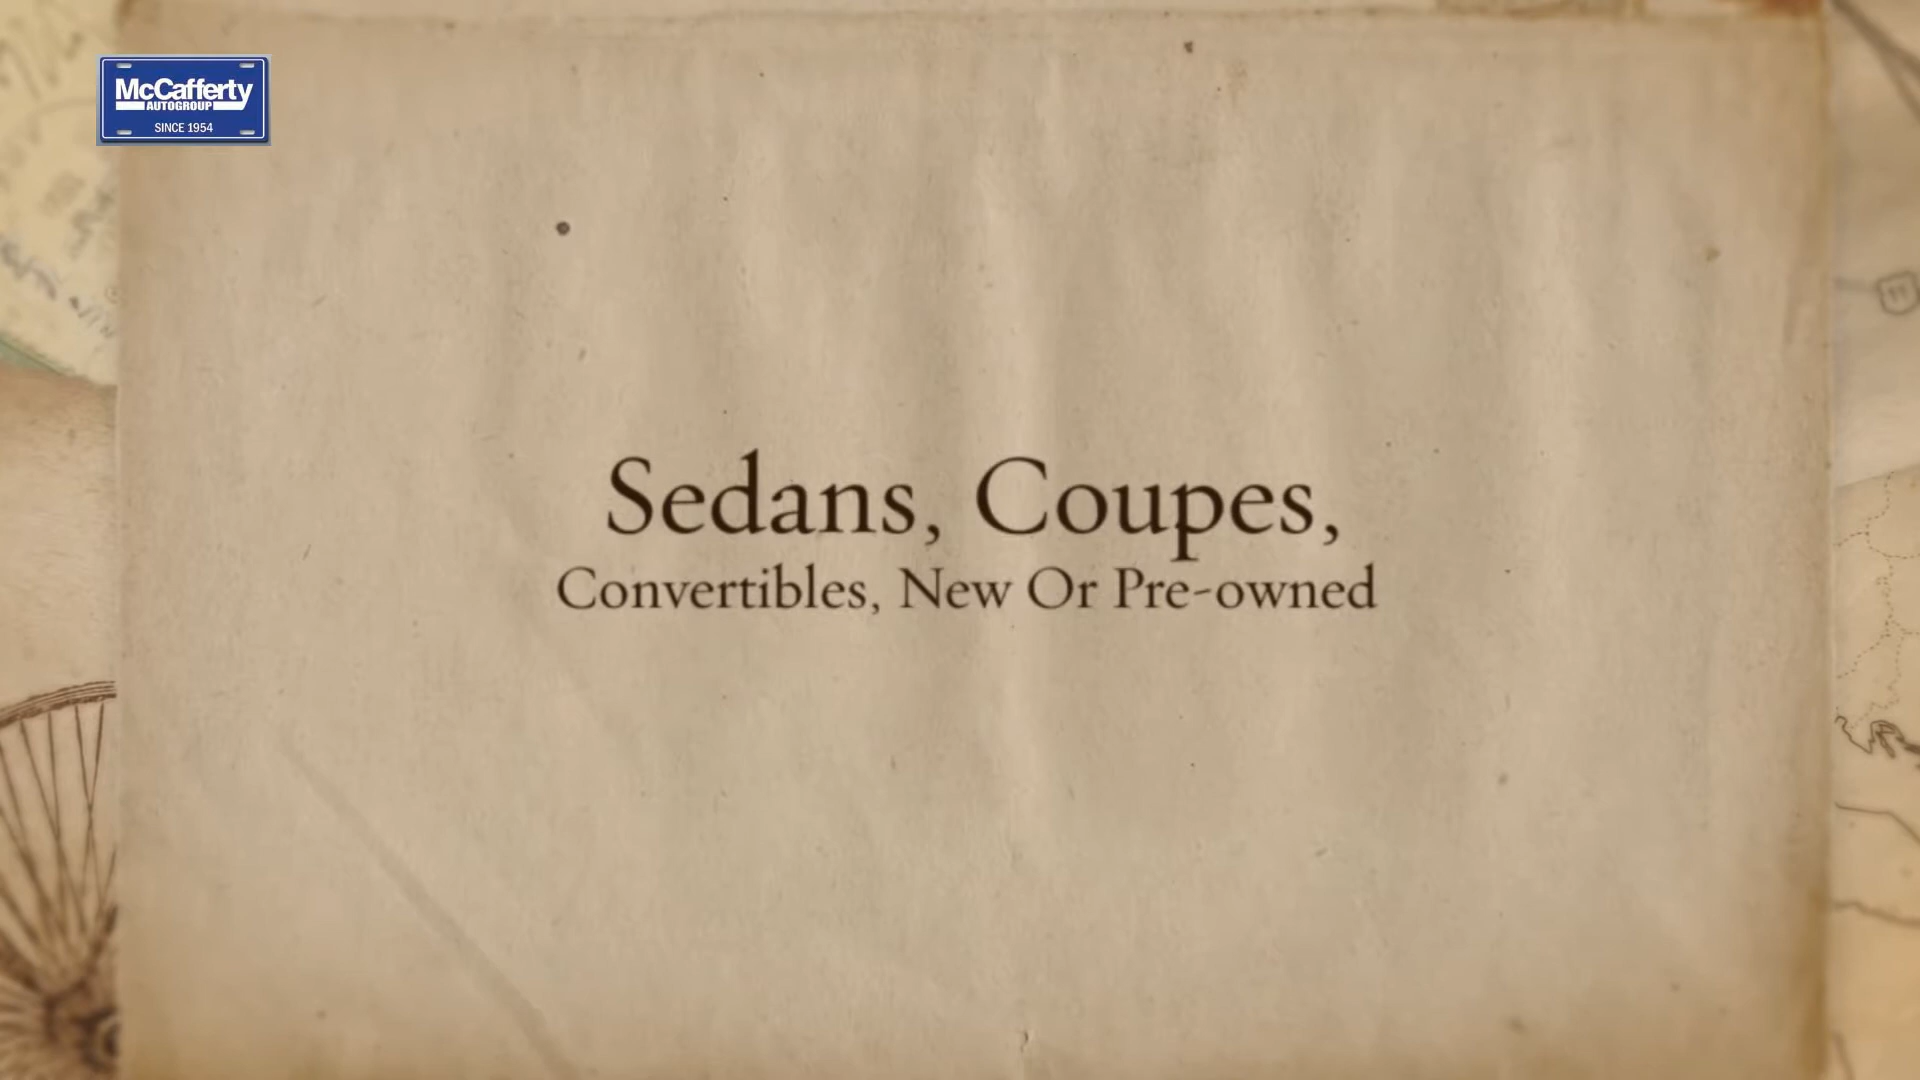 McCafferty
AUTOGROUP
SINCE 1954
Sedans, Coupes,
Convertibles, New Or Pre-owned